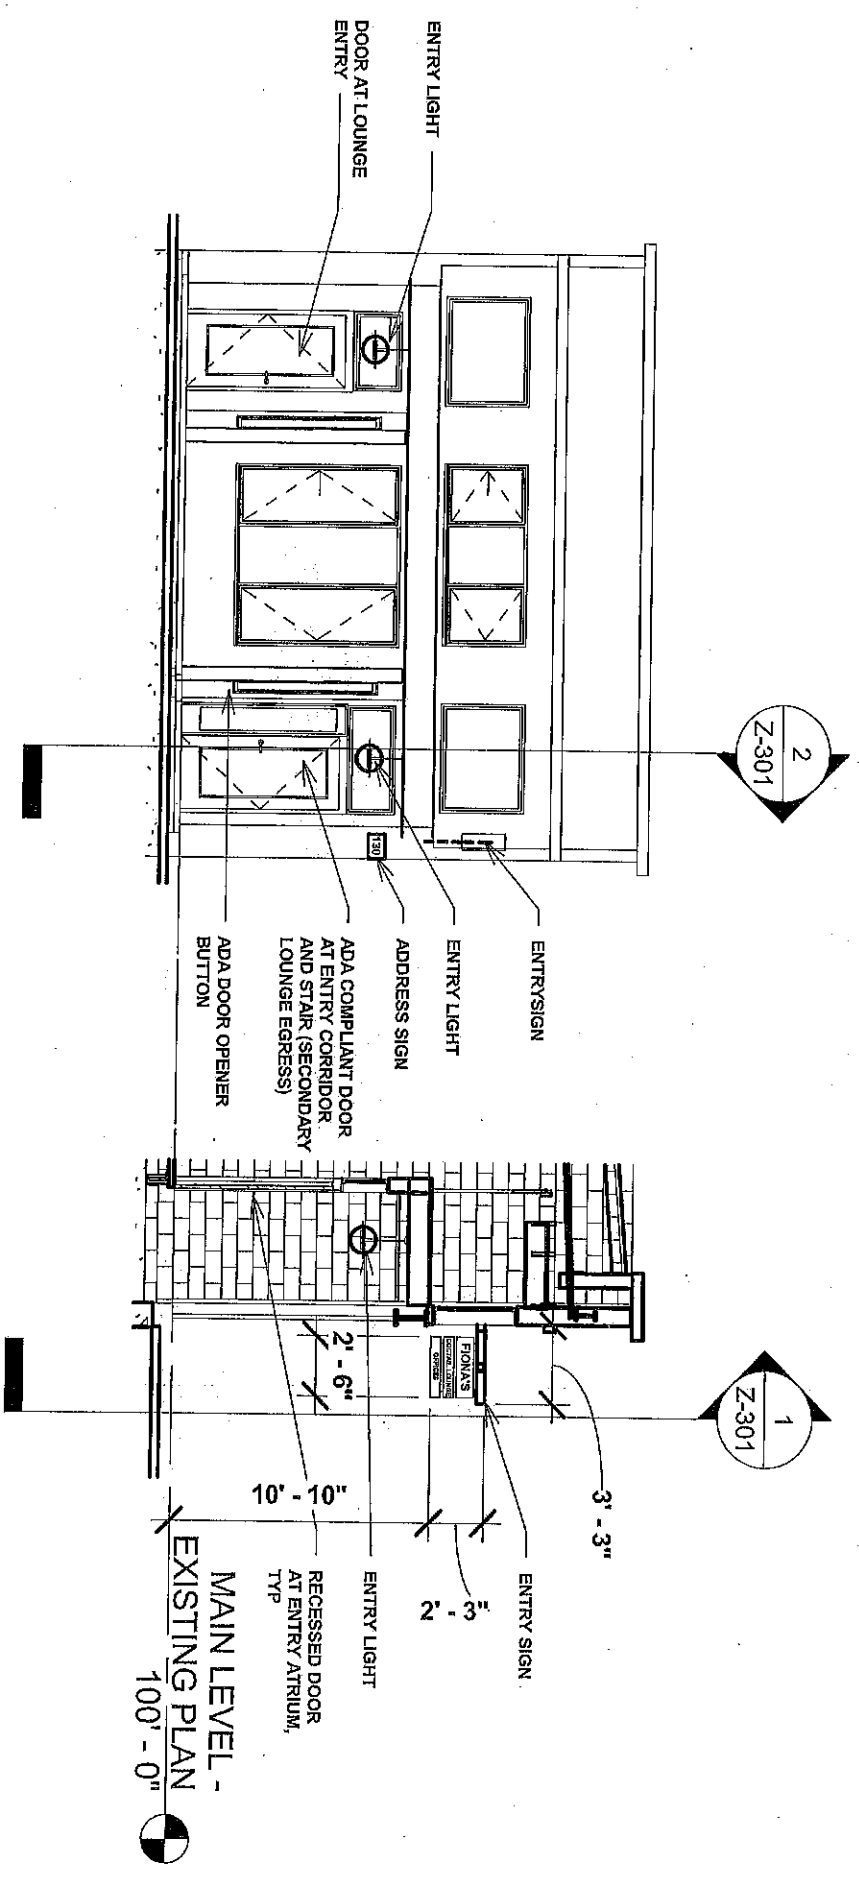 ENTRY LIGHT
DOOR AT LOUNGE
ENTRY
2
Z-301
ENTRYSIGN
ENTRY LIGHT
130
ADDRESS SIGN
ADA COMPLIANT DOOR
AT ENTRY CORRIDOR
AND STAIR (SECONDARY
LOUNGE EGRESS)
ADA DOOR OPENER
BUTTON
1
Z-301
FIONA'S
OFFICES
2' - 6"
3' - 3"
10' - 10"
2' - 3"
ENTRY SIGN
ENTRY LIGHT
RECESSED DOOR
AT ENTRY ATRIUM,
TYP
MAIN LEVEL -
EXISTING PLAN
100' - 0"